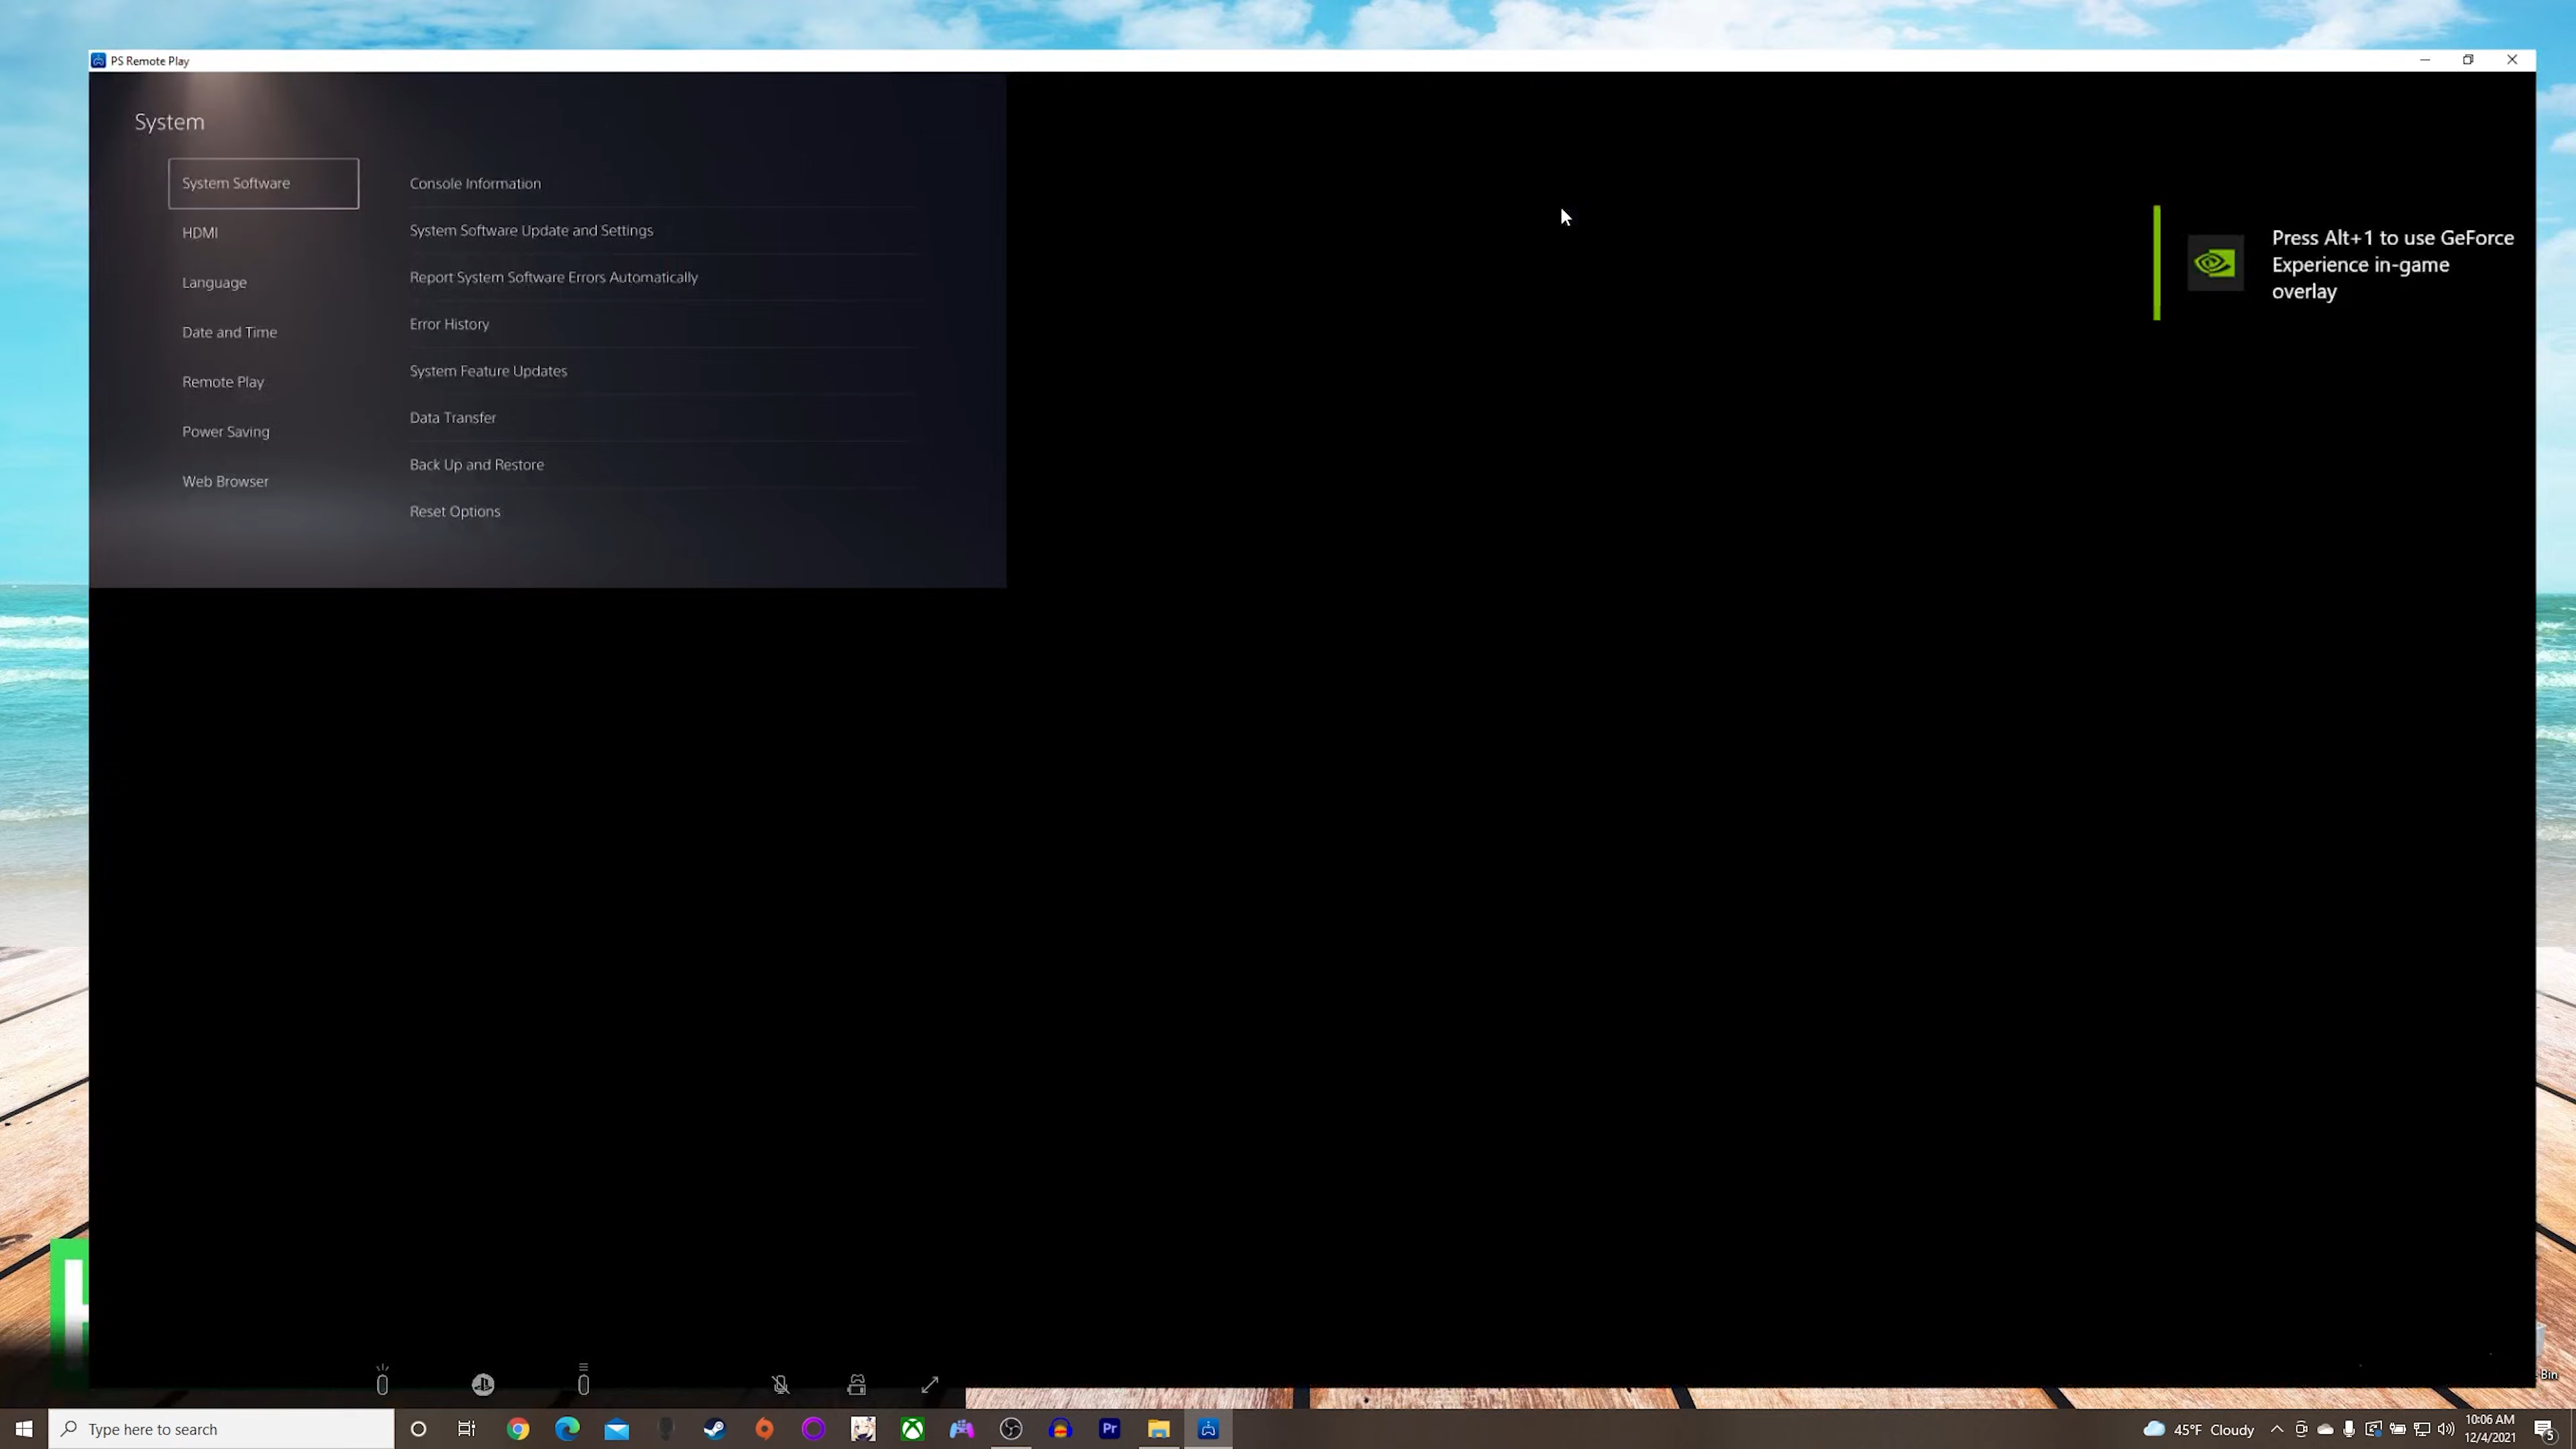 PS Remote Play
System
System Software
HDMI
Language
Date and Time
Remote Play
Power Saving
Web Browser
Console Information
System Software Update and Settings
Report System Software Errors Automatically
Error History
System Feature Updates
Data Transfer
Back Up and Restore
Reset Options
Press Alt+1 to use GeForce
Experience in-game
overlay
Bin
Type here to search
Pr
45°F Cloudy
10:06 AM
12/4/2021
5